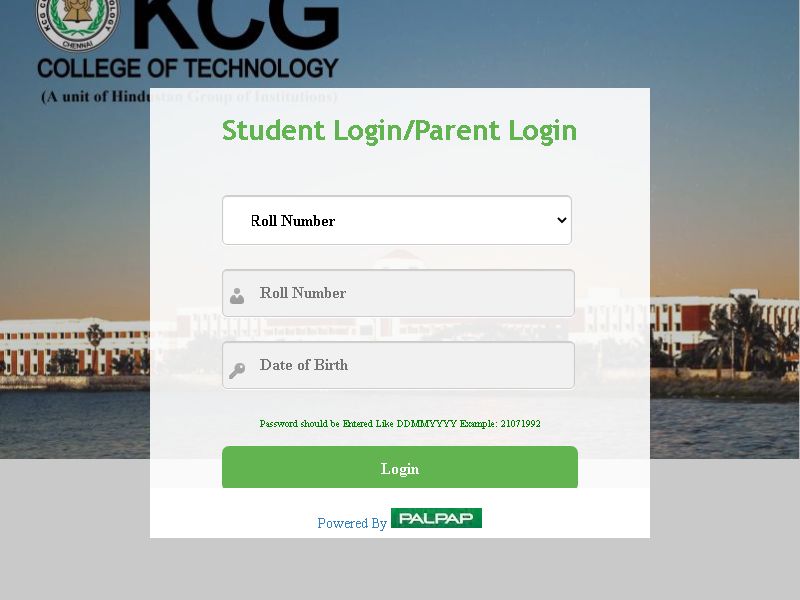 KCG
CHENNAI
COLLEGE OF TECHNOLOGY
(A unit of Hindustan Group of Institutions)
Student Login/Parent Login
Roll Number
Roll Number
Date of Birth
Password should be Entered Like DDMMYYYY Example: 21071992
Login
Powered By PALPAP